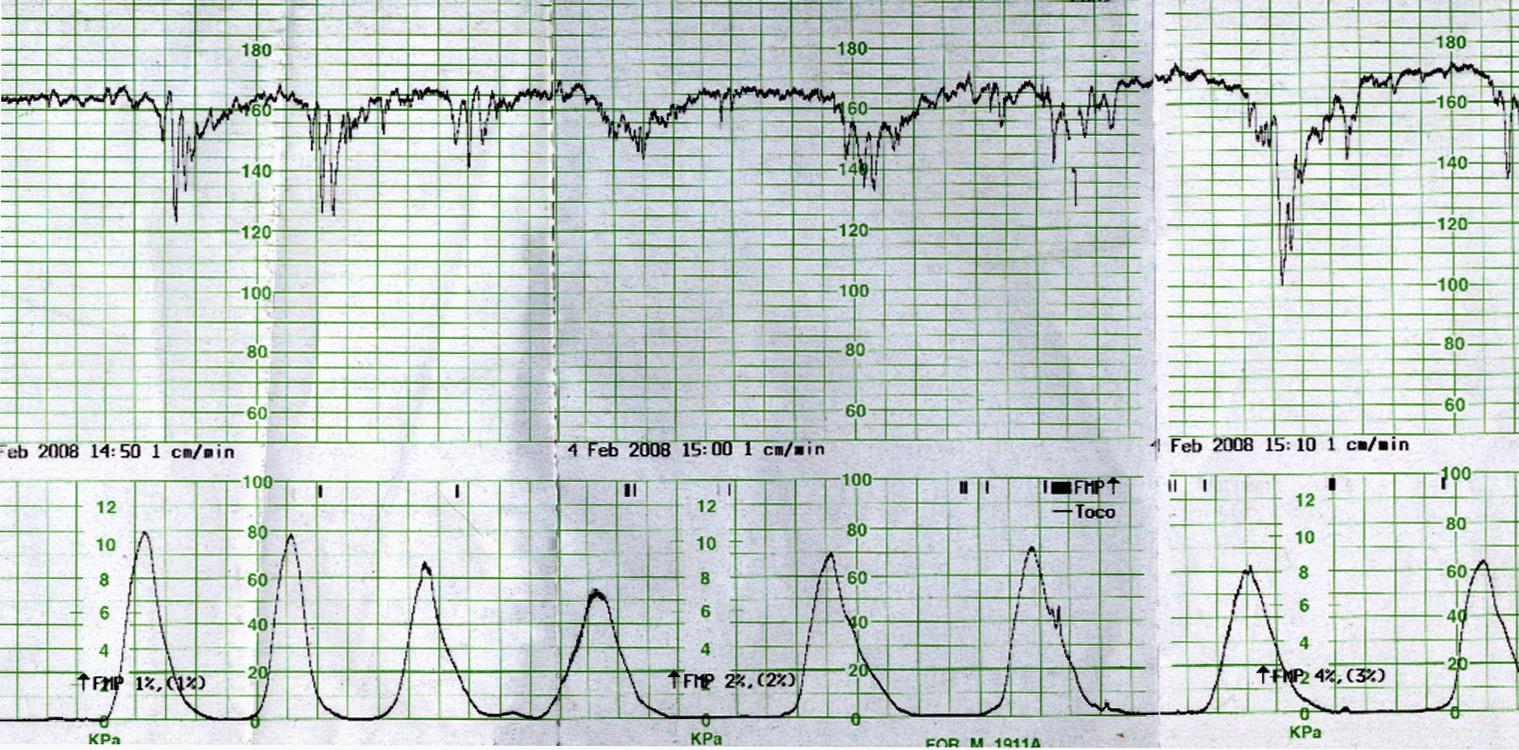 180 180 180
160 160 160
140 140 140
120 120 120
100 100 100
80 80 80
60 60 60
Feb 2008 14:50 1 cm/min 4 Feb 2008 15:00 1 cm/min 4 Feb 2008 15:10 1 cm/min
100 100 100
FMP↑
12 12 12
Toco
80 80 80
10 10 10
8 60 8 60 8 60
6 6 6
40 40 40
4 4 4
20 20 2 20
↑FMP 1%,(1%) ↑FMP 2%,(2%) ↑FMP 4%,(3%)
0 0 0 0 0 0
KPa KPa KPa
FOR M 1911A